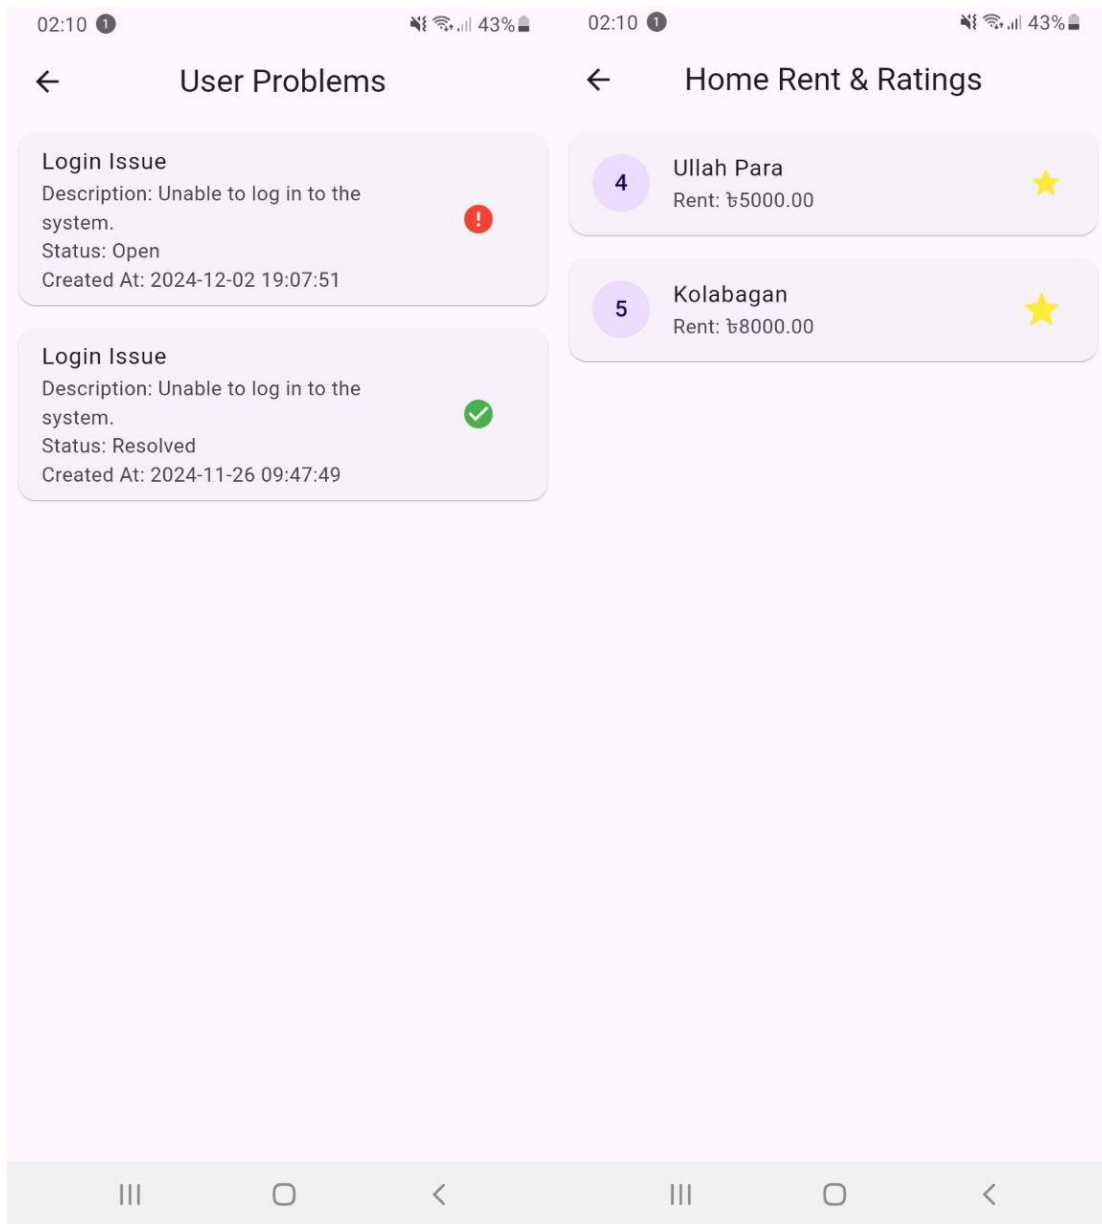 02:10 1
43%
User Problems
Login Issue
Description: Unable to log in to the
system.
Status: Open
Created At: 2024-12-02 19:07:51
Login Issue
Description: Unable to log in to the
system.
Status: Resolved
Created At: 2024-11-26 09:47:49
02:10 1
43%
Home Rent & Ratings
4
Ullah Para
Rent: ৳5000.00
5
Kolabagan
Rent: ৳8000.00